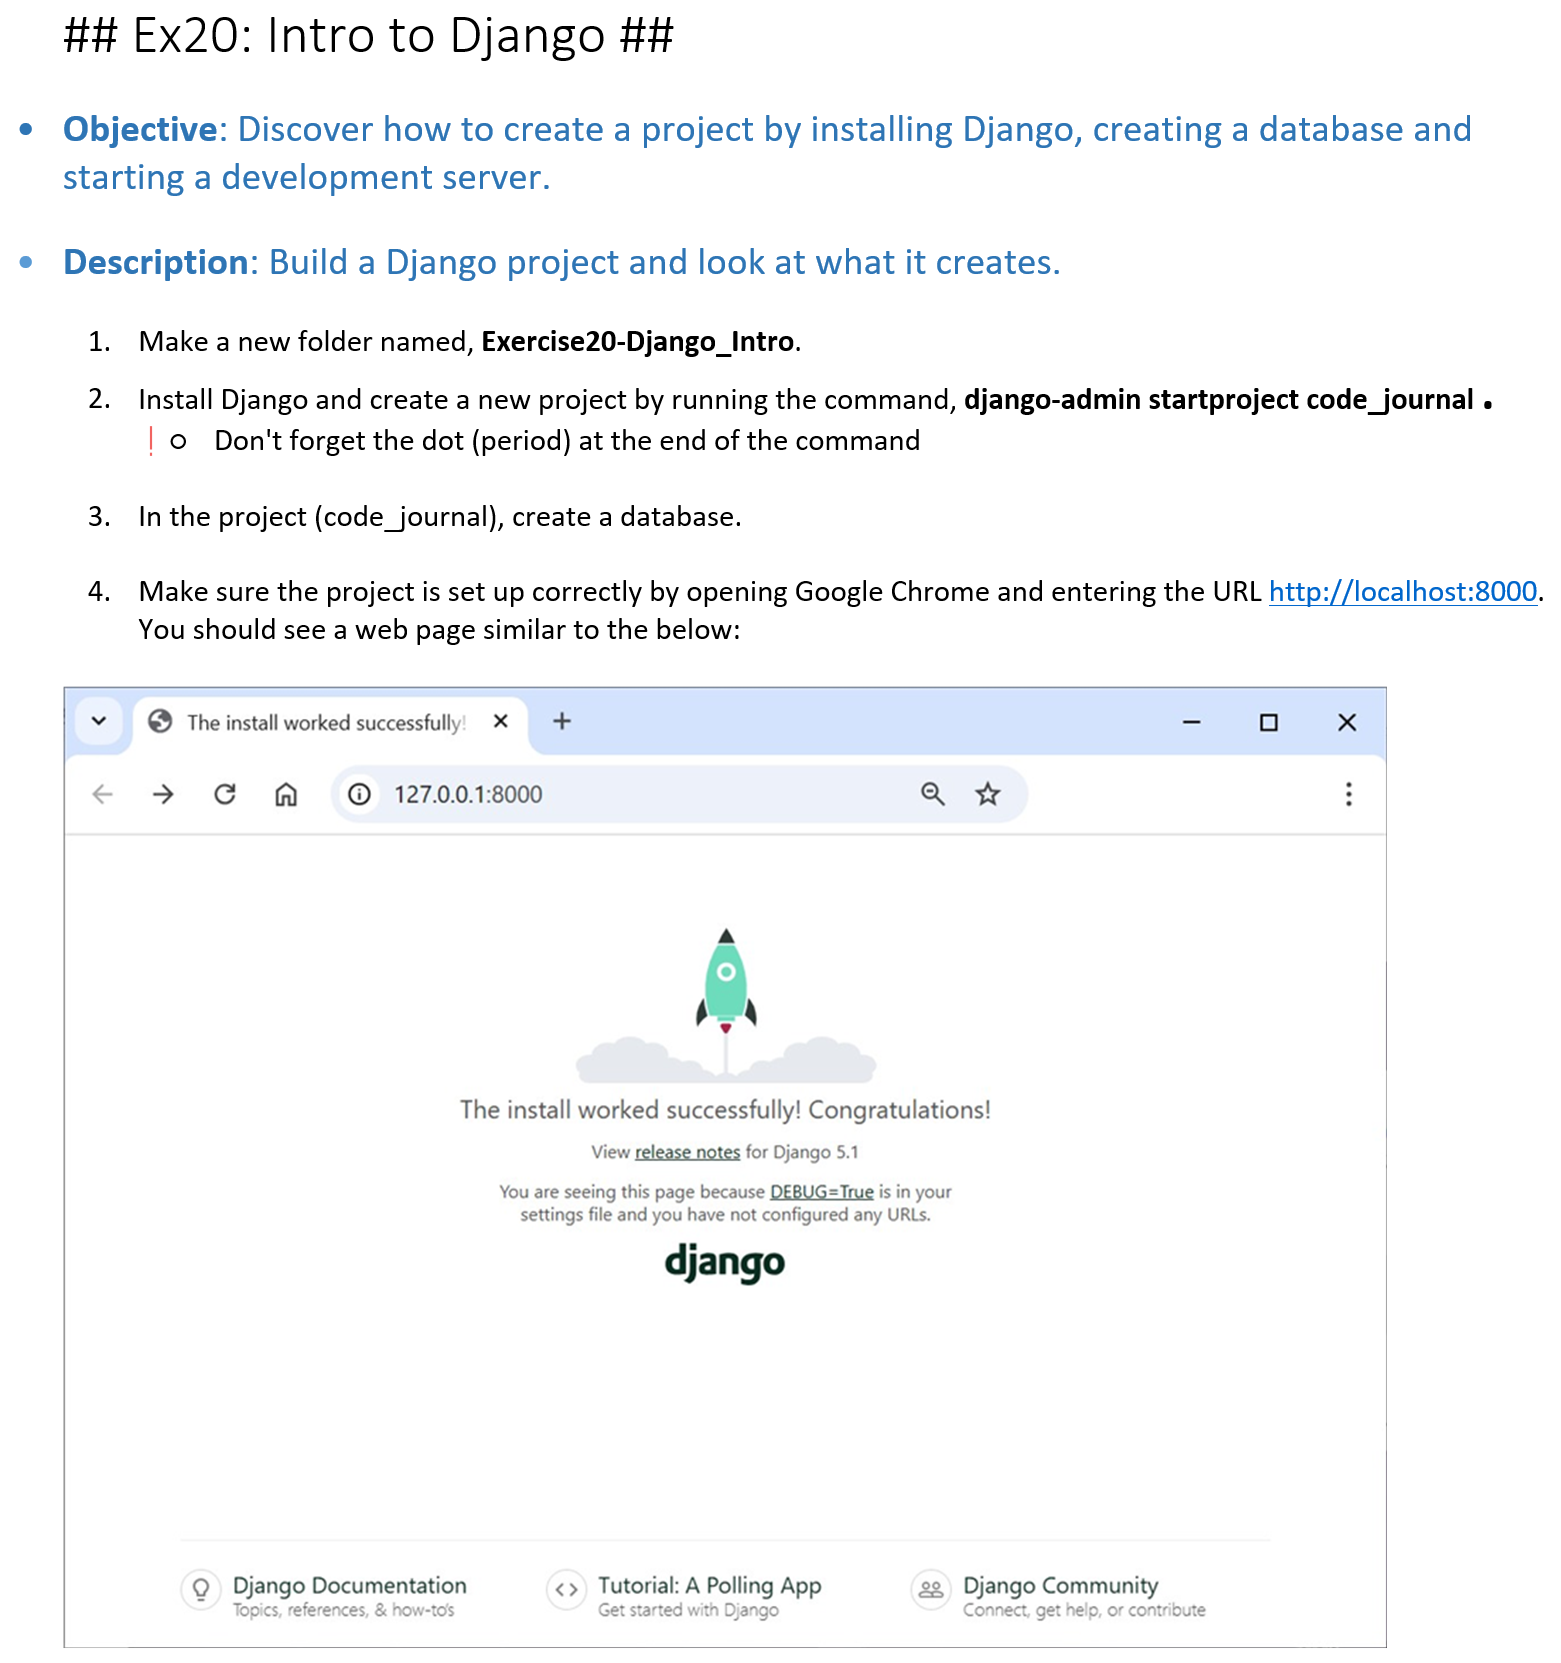 ## Ex20: Intro to Django ##
• Objective: Discover how to create a project by installing Django, creating a database and
starting a development server.
• Description: Build a Django project and look at what it creates.
1. Make a new folder named, Exercise20-Django_Intro.
2. Install Django and create a new project by running the command, django-admin startproject code_journal .
! o Don't forget the dot (period) at the end of the command
3. In the project (code_journal), create a database.
4. Make sure the project is set up correctly by opening Google Chrome and entering the URL http://localhost:8000.
You should see a web page similar to the below:
The install worked successfully!
127.0.0.1:8000
The install worked successfully! Congratulations!
View release notes for Django 5.1
You are seeing this page because DEBUG=True is in your
settings file and you have not configured any URLs.
django
Django Documentation
Topics, references, & how-to's
Tutorial: A Polling App
Get started with Django
Django Community
Connect, get help, or contribute